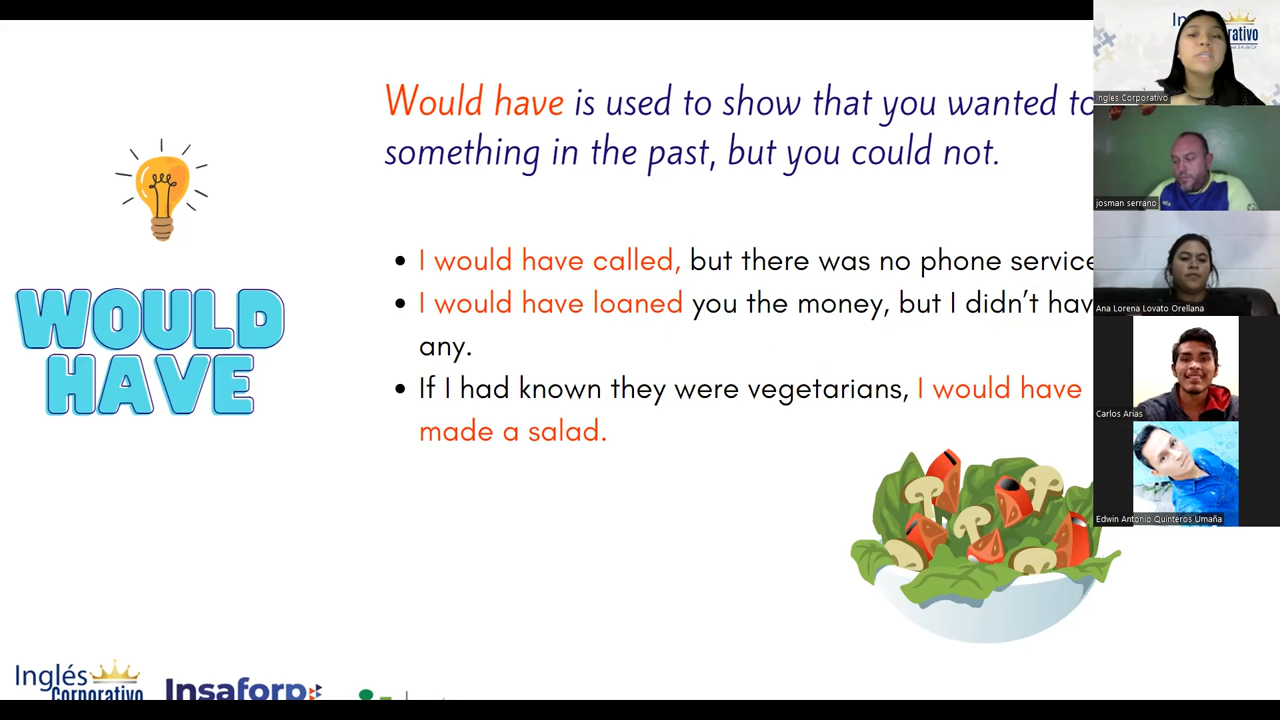 Would have is used to show that you wanted to
something in the past, but you could not.
WOULD
HAVE
I would have called, but there was no phone service
I would have loaned you the money, but I didn't hav
any.
If I had known they were vegetarians, I would have
made a salad.
Inglés
Corporativo
Insaforp
In
rativo
Ingles Corporativo
josman serrano
Ana Lorena Lovato Orellana
Carlos Arias
Edwin Antonio Quinteros Umaña